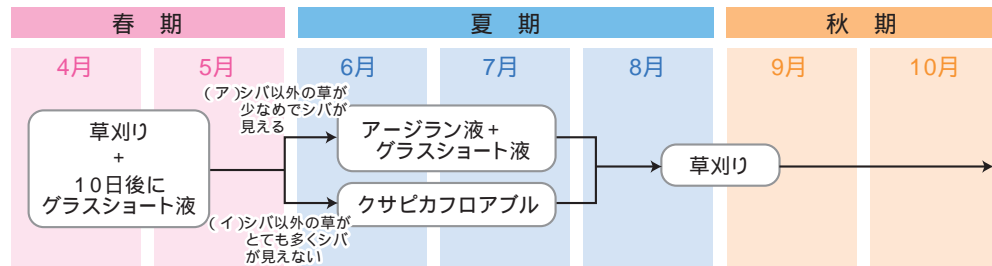 春 期
夏 期
秋 期
4月
5月
6月
7月
8月
9月
10月
草刈り
+
10日後に
グラスショート液
(ア)シバ以外の草が
少なめでシバが
見える
アージラン液+
グラスショート液
(イ)シバ以外の草が
とても多くシバ
が見えない
クサピカフロアブル
草刈り